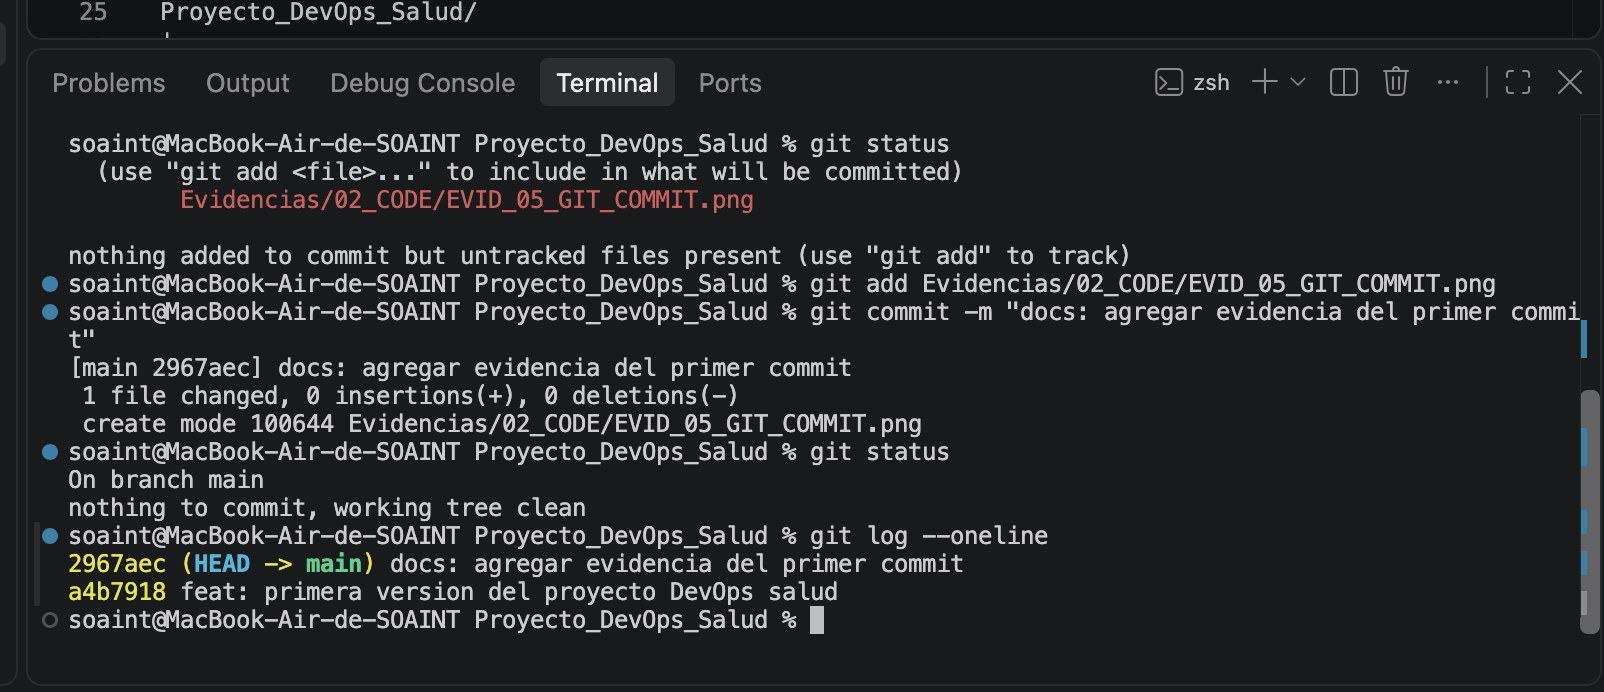 25 Proyecto_DevOps_Salud/
Problems Output Debug Console Terminal Ports zsh
soaint@MacBook-Air-de-SOAINT Proyecto_DevOps_Salud % git status
(use "git add <file>..." to include in what will be committed)
Evidencias/02_CODE/EVID_05_GIT_COMMIT.png
nothing added to commit but untracked files present (use "git add" to track)
soaint@MacBook-Air-de-SOAINT Proyecto_DevOps_Salud % git add Evidencias/02_CODE/EVID_05_GIT_COMMIT.png
soaint@MacBook-Air-de-SOAINT Proyecto_DevOps_Salud % git commit -m "docs: agregar evidencia del primer commi
t"
[main 2967aec] docs: agregar evidencia del primer commit
1 file changed, 0 insertions(+), 0 deletions(-)
create mode 100644 Evidencias/02_CODE/EVID_05_GIT_COMMIT.png
soaint@MacBook-Air-de-SOAINT Proyecto_DevOps_Salud % git status
On branch main
nothing to commit, working tree clean
soaint@MacBook-Air-de-SOAINT Proyecto_DevOps_Salud % git log --oneline
2967aec (HEAD -> main) docs: agregar evidencia del primer commit
a4b7918 feat: primera version del proyecto DevOps salud
soaint@MacBook-Air-de-SOAINT Proyecto_DevOps_Salud %